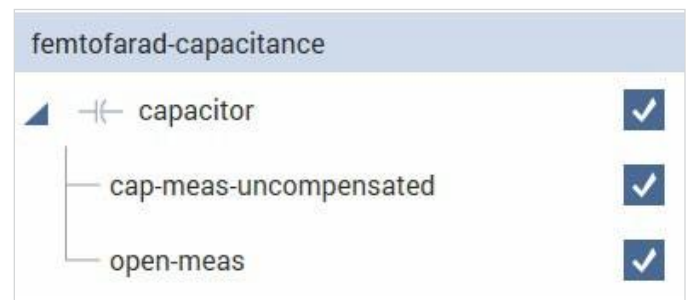 femtofarad-capacitance
capacitor
cap-meas-uncompensated
open-meas